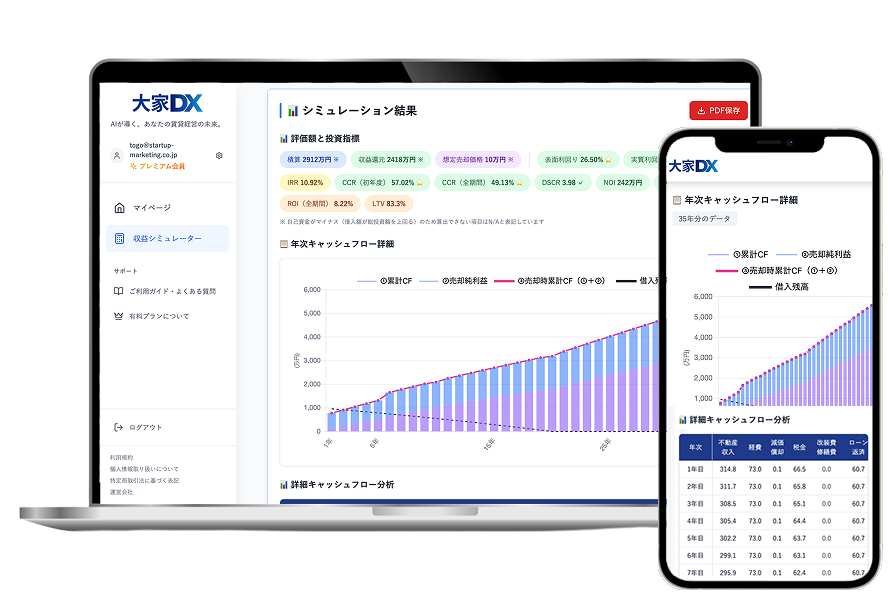 大家DX
AIが導く、あなたの賃貸経営の未来。
togo@startup-
marketing.co.jp
プレミアム会員
マイページ
収益シミュレーター
サポート
ご利用ガイド・よくある質問
有料プランについて
ログアウト
利用規約
個人情報取り扱いについて
特定商取引法に基づく表記
運営会社
シミュレーション結果
PDF保存
評価額と投資指標
積算 2912万円 ※
収益還元 2418万円 ※
想定売却価格 10万円 ※
表面利回り 26.50%
実質利回
IRR 10.92%
CCR（初年度） 57.02%
CCR（全期間） 49.13%
DSCR 3.98 ✓
NOI 242万円
ROI（全期間） 8.22%
LTV 83.3%
※ 自己資金がマイナス（借入額が総投資額を上回る）のため算出できない項目はN/Aと表記しています
年次キャッシュフロー詳細
①累計CF
②売却純利益
③売却時累計CF（①＋②）
借入残
(万円)
6,000
5,000
4,000
3,000
2,000
1,000
0
1年
5年
15年
25年
詳細キャッシュフロー分析
大家DX
年次キャッシュフロー詳細
35年分のデータ
①累計CF
②売却純利益
③売却時累計CF（①＋②）
借入残高
(万円)
6,000
5,000
4,000
3,000
2,000
1,000
詳細キャッシュフロー分析
年次 不動産収入 経費 減価償却 税金 改装費修繕費 ローン返済
1年目 314.8 73.0 0.1 66.5 0.0 60.7
2年目 311.7 73.0 0.1 65.8 0.0 60.7
3年目 308.5 73.0 0.1 65.1 0.0 60.7
4年目 305.4 73.0 0.1 64.4 0.0 60.7
5年目 302.2 73.0 0.1 63.7 0.0 60.7
6年目 299.1 73.0 0.1 63.1 0.0 60.7
7年目 295.9 73.0 0.1 62.4 0.0 60.7